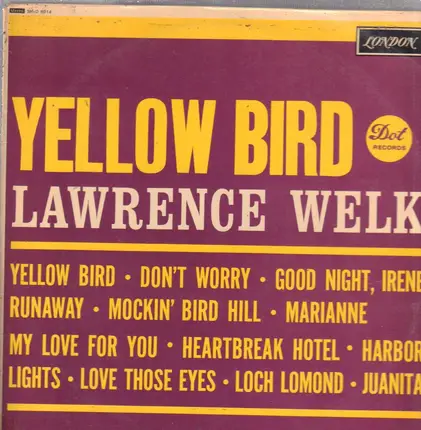 LONDON
YELLOW BIRD
Dot
RECORDS
LAWRENCE WELK
YELLOW BIRD • DON'T WORRY • GOOD NIGHT, IRENE
RUNAWAY • MOCKIN' BIRD HILL • MARIANNE
MY LOVE FOR YOU • HEARTBREAK HOTEL • HARBOR
LIGHTS • LOVE THOSE EYES • LOCH LOMOND • JUANITA